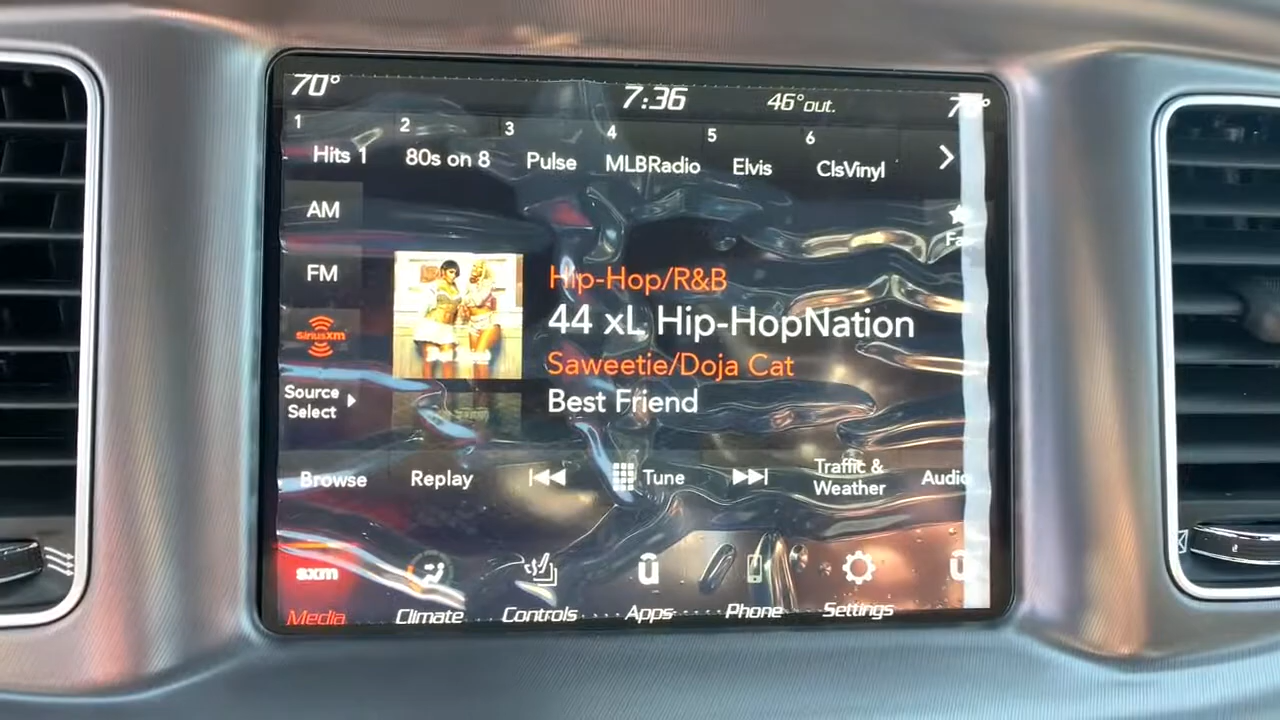 70°
7:36
46°out.
1 2 3 4 5 6
Hits 1 80s on 8 Pulse MLBRadio Elvis ClsVinyl
AM
FM
siriusxm
Source
Select
Hip-Hop/R&B
44 xL Hip-HopNation
Saweetie/Doja Cat
Best Friend
Browse Replay Tune Traffic &
Weather Audio
sxm
Media Climate Controls Apps Phone Settings